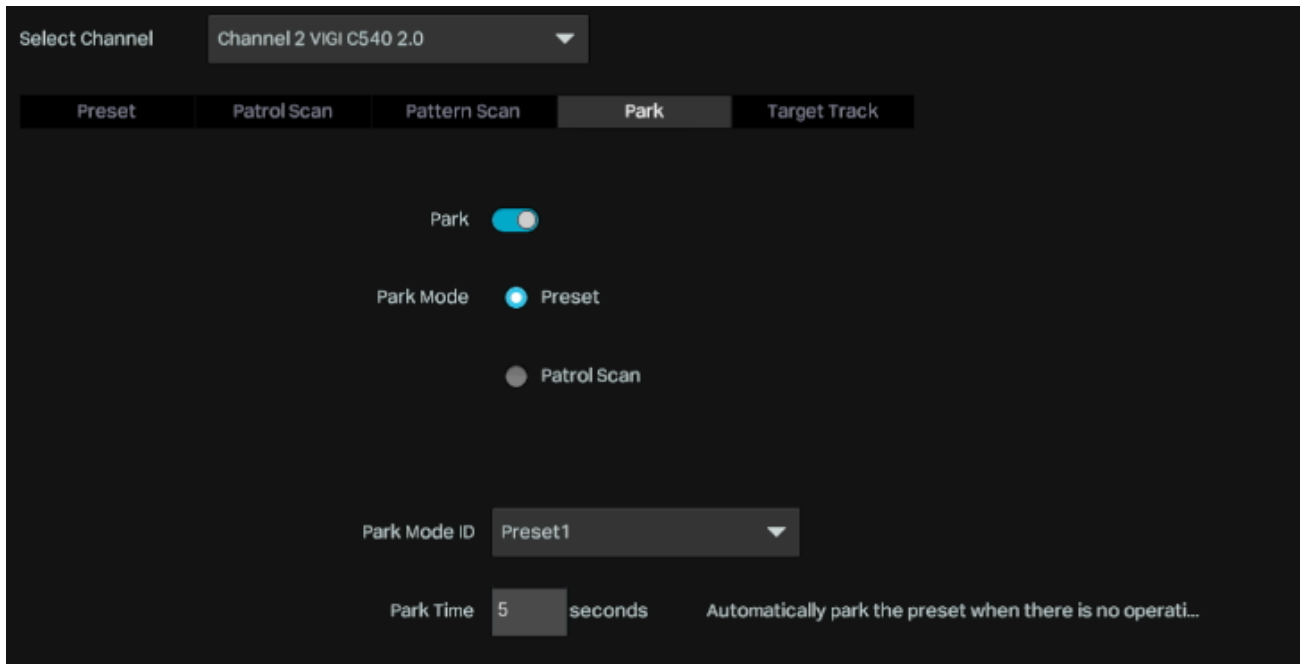 Select Channel Channel 2 VIGI C540 2.0
Preset Patrol Scan Pattern Scan Park Target Track
Park
Park Mode Preset
Patrol Scan
Park Mode ID Preset1
Park Time 5 seconds Automatically park the preset when there is no operati...